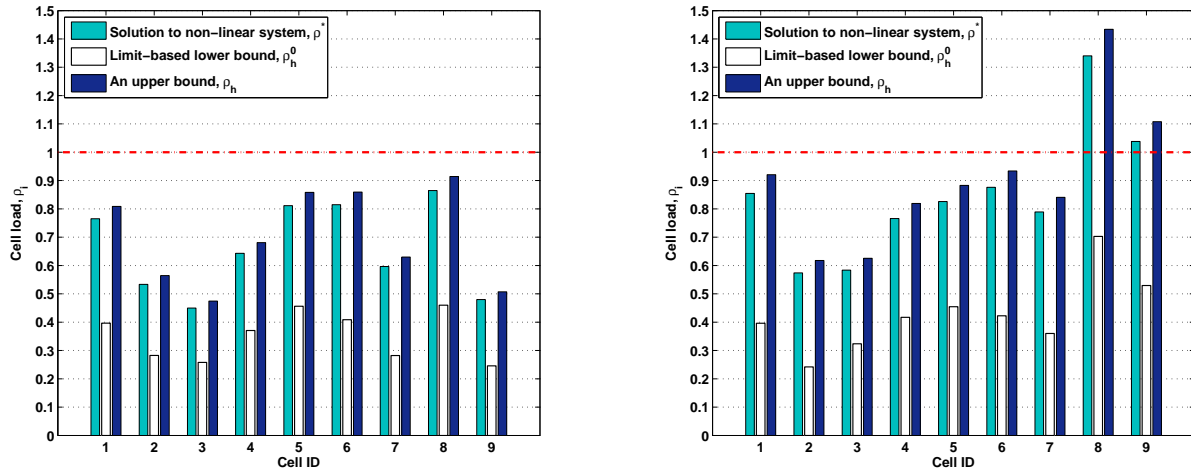 1.5
1.4
1.3
1.2
1.1
1
0.9
0.8
0.7
0.6
0.5
0.4
0.3
0.2
0.1
0
Cell load, ρi
Solution to non−linear system, ρ*
Limit−based lower bound, ρh0
An upper bound, ρh
1 2 3 4 5 6 7 8 9
Cell ID
1.5
1.4
1.3
1.2
1.1
1
0.9
0.8
0.7
0.6
0.5
0.4
0.3
0.2
0.1
0
Cell load, ρi
Solution to non−linear system, ρ*
Limit−based lower bound, ρh0
An upper bound, ρh
1 2 3 4 5 6 7 8 9
Cell ID